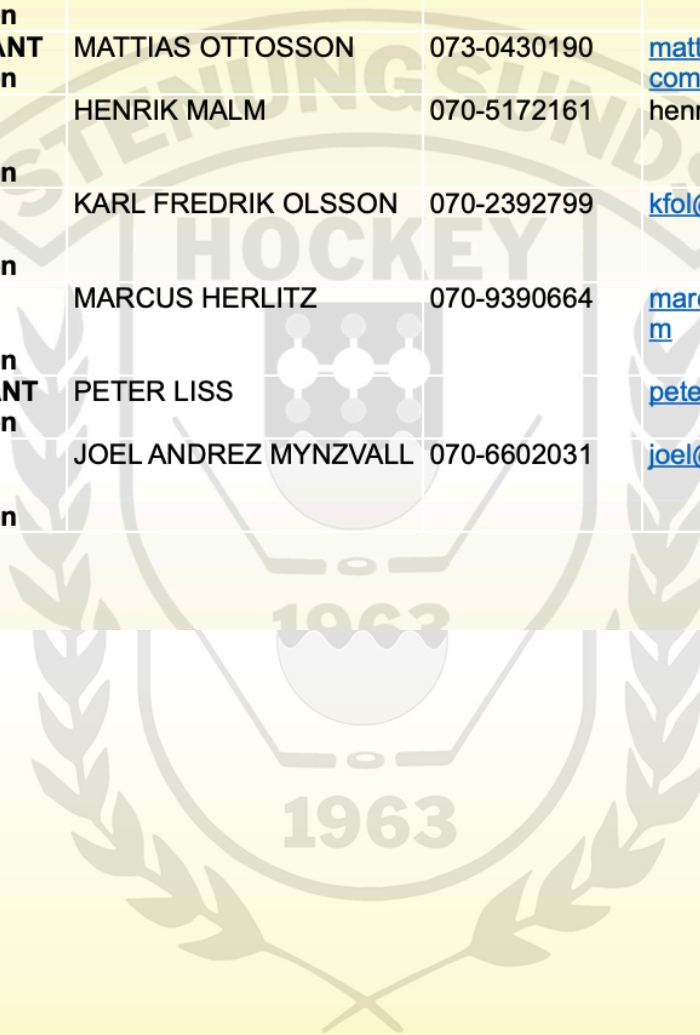 n
ANT MATTIAS OTTOSSON 073-0430190 matt
n com
HENRIK MALM 070-5172161 henr
n
KARL FREDRIK OLSSON 070-2392799 kfol@
n
MARCUS HERLITZ 070-9390664 marc
m
n
ANT PETER LISS pete
n
JOEL ANDREZ MYNZVALL 070-6602031 joel@
n
STENUNGSUNDS
HOCKEY
1963
1963